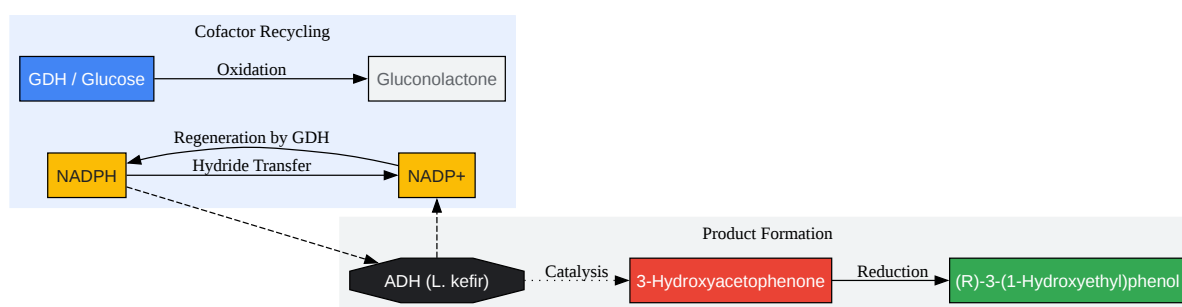 Cofactor Recycling
GDH / Glucose
Oxidation
Gluconolactone
Regeneration by GDH
NADPH
Hydride Transfer
NADP+
Product Formation
ADH (L. kefir)
Catalysis
3-Hydroxyacetophenone
Reduction
(R)-3-(1-Hydroxyethyl)phenol